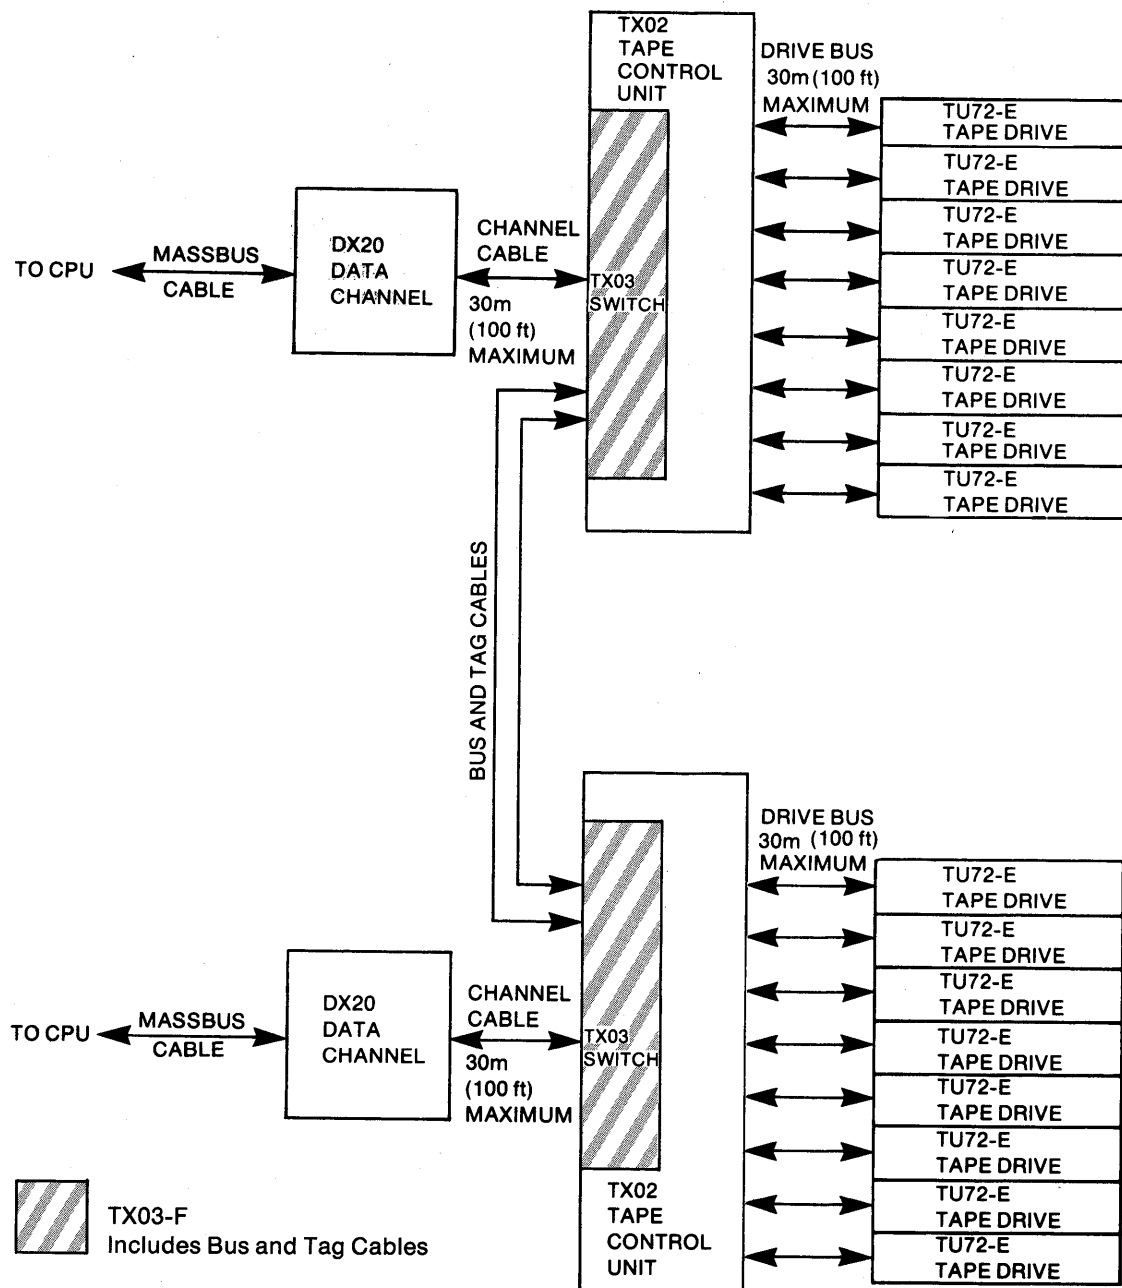 TX02
TAPE
CONTROL
UNIT
DRIVE BUS
30m (100 ft)
MAXIMUM
TU72-E
TAPE DRIVE
TU72-E
TAPE DRIVE
TU72-E
TAPE DRIVE
TU72-E
TAPE DRIVE
TU72-E
TAPE DRIVE
TU72-E
TAPE DRIVE
TU72-E
TAPE DRIVE
TU72-E
TAPE DRIVE
TO CPU
MASSBUS
CABLE
DX20
DATA
CHANNEL
CHANNEL
CABLE
30m
(100 ft)
MAXIMUM
TX03
SWITCH
BUS AND TAG CABLES
DRIVE BUS
30m (100 ft)
MAXIMUM
TU72-E
TAPE DRIVE
TU72-E
TAPE DRIVE
TU72-E
TAPE DRIVE
TU72-E
TAPE DRIVE
TU72-E
TAPE DRIVE
TU72-E
TAPE DRIVE
TU72-E
TAPE DRIVE
TU72-E
TAPE DRIVE
TO CPU
MASSBUS
CABLE
DX20
DATA
CHANNEL
CHANNEL
CABLE
30m
(100 ft)
MAXIMUM
TX03
SWITCH
TX02
TAPE
CONTROL
UNIT
TX03-F
Includes Bus and Tag Cables